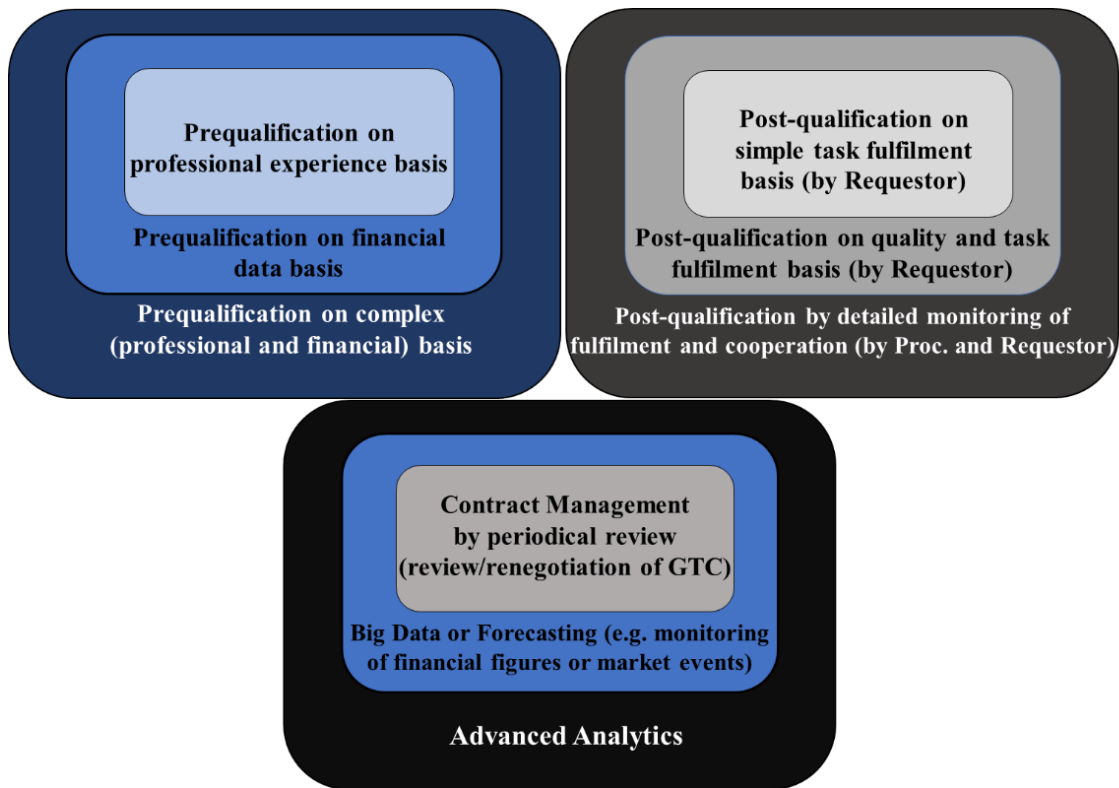 Prequalification on
professional experience basis
Prequalification on financial
data basis
Prequalification on complex
(professional and financial) basis
Post-qualification on
simple task fulfilment
basis (by Requestor)
Post-qualification on quality and task
fulfilment basis (by Requestor)
Post-qualification by detailed monitoring of
fulfilment and cooperation (by Proc. and Requestor)
Contract Management
by periodical review
(review/renegotiation of GTC)
Big Data or Forecasting (e.g. monitoring
of financial figures or market events)
Advanced Analytics